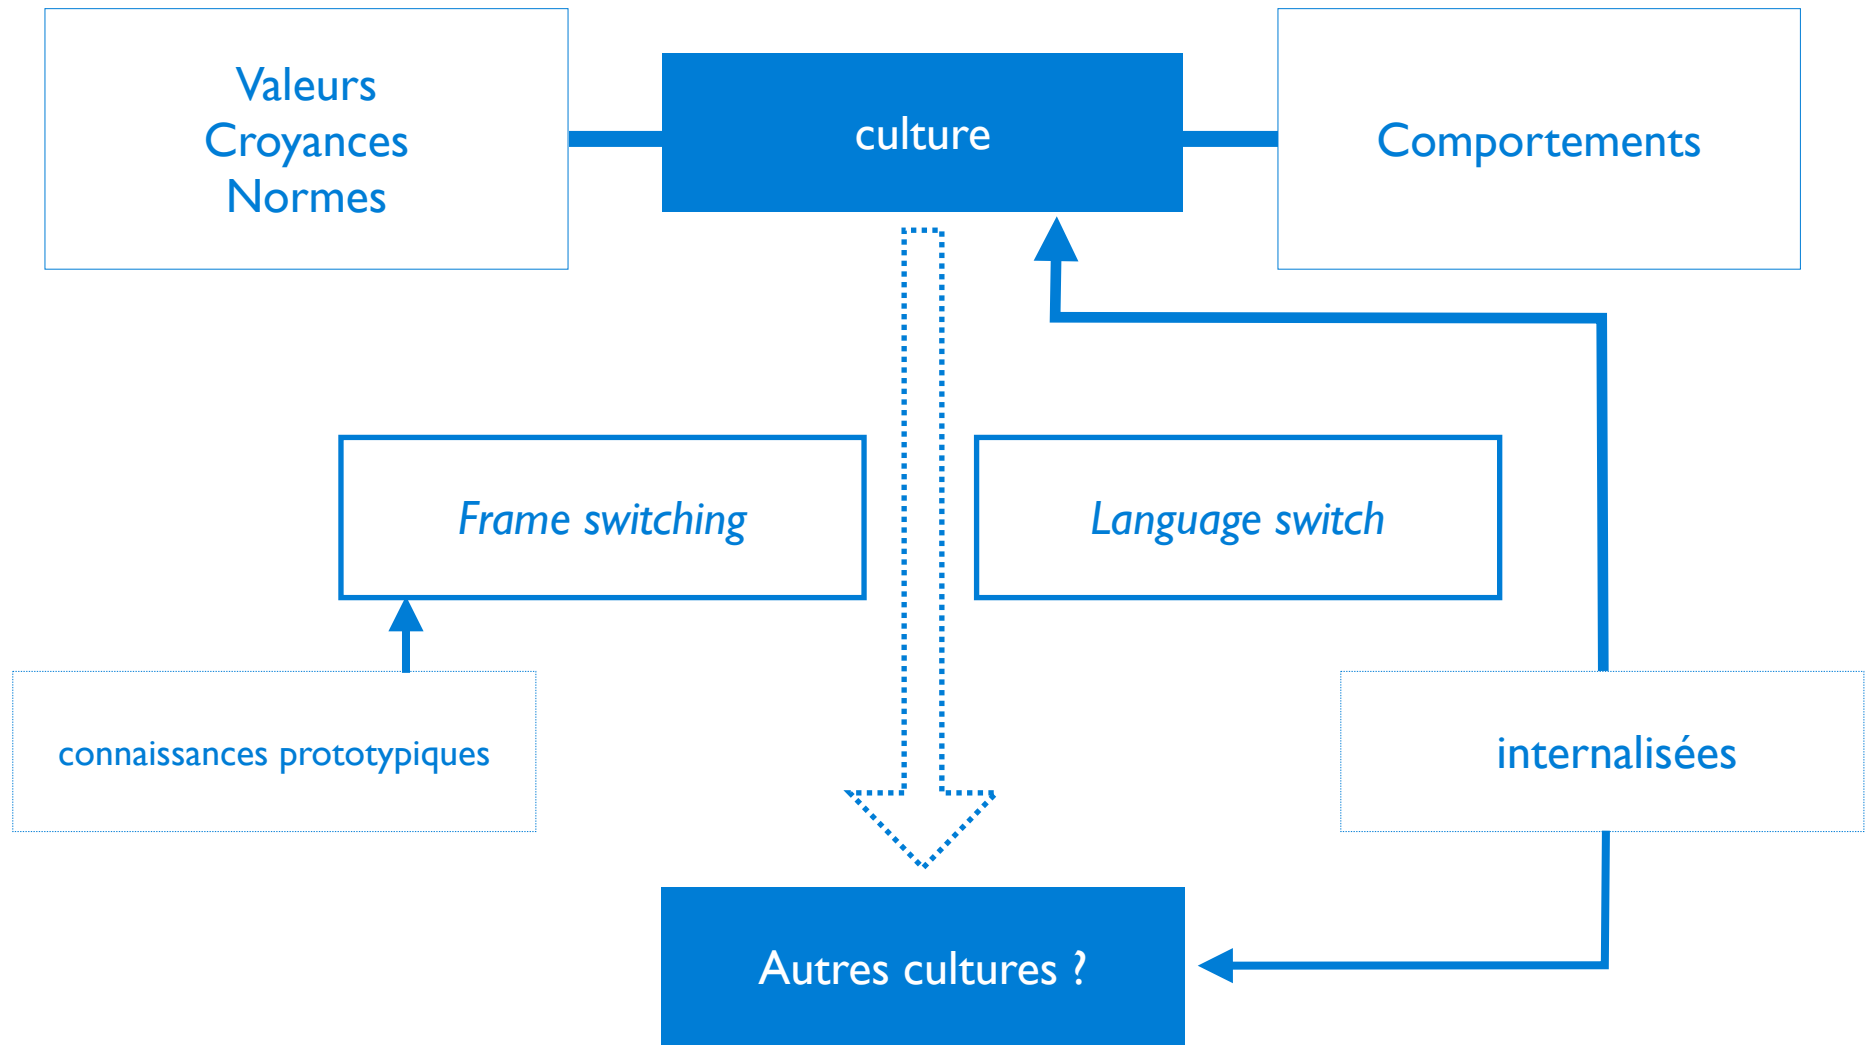 Valeurs
Croyances
Normes
culture
Comportements
Frame switching
Language switch
connaissances prototypiques
internalisées
Autres cultures ?